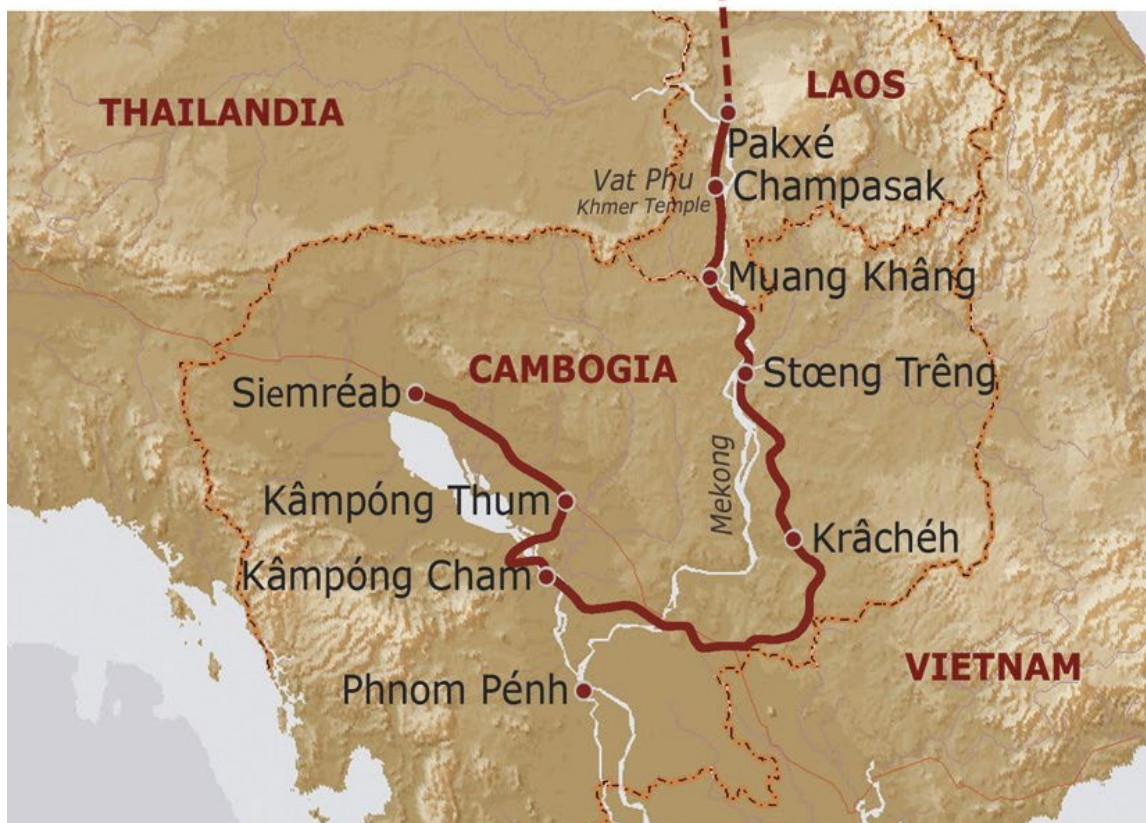 THAILANDIA
LAOS
Pakxé
Vat Phu
Khmer Temple
Champasak
Muang Khâng
CAMBOGIA
Stœng Trêng
Siemréab
Mekong
Kâmpóng Thum
Krâchéh
Kâmpóng Cham
VIETNAM
Phnom Pénh